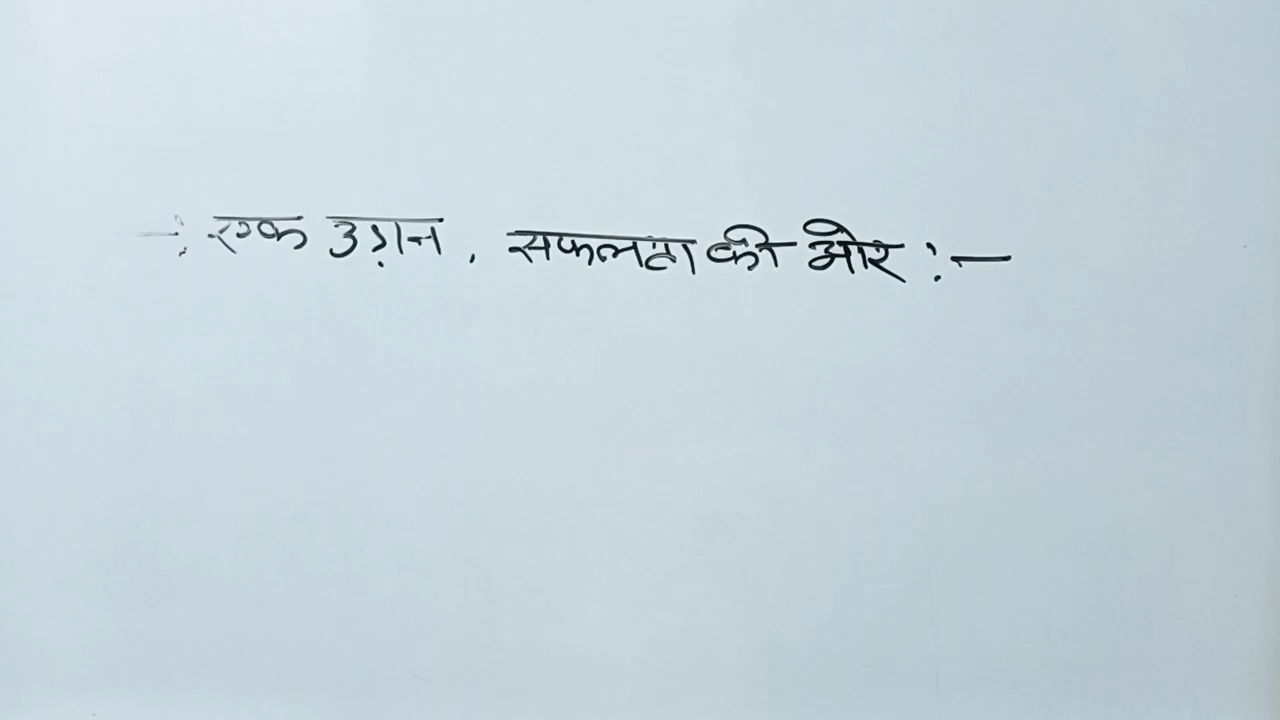 -: एक उड़ान, सफलता की ओर :-